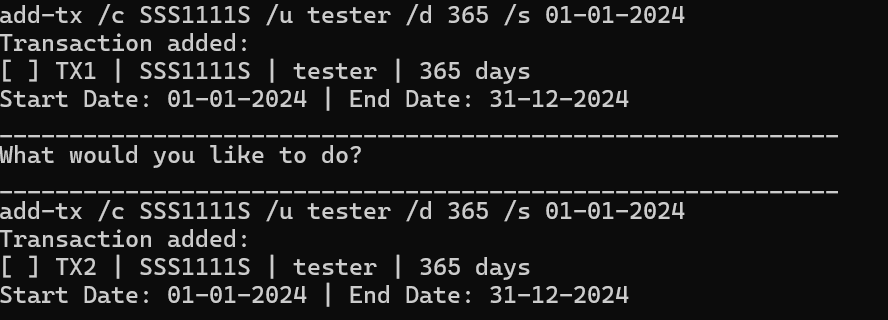 add-tx /c SSS1111S /u tester /d 365 /s 01-01-2024
Transaction added:
[ ] TX1 | SSS1111S | tester | 365 days
Start Date: 01-01-2024 | End Date: 31-12-2024
____________________________________________________________
What would you like to do?
____________________________________________________________
add-tx /c SSS1111S /u tester /d 365 /s 01-01-2024
Transaction added:
[ ] TX2 | SSS1111S | tester | 365 days
Start Date: 01-01-2024 | End Date: 31-12-2024